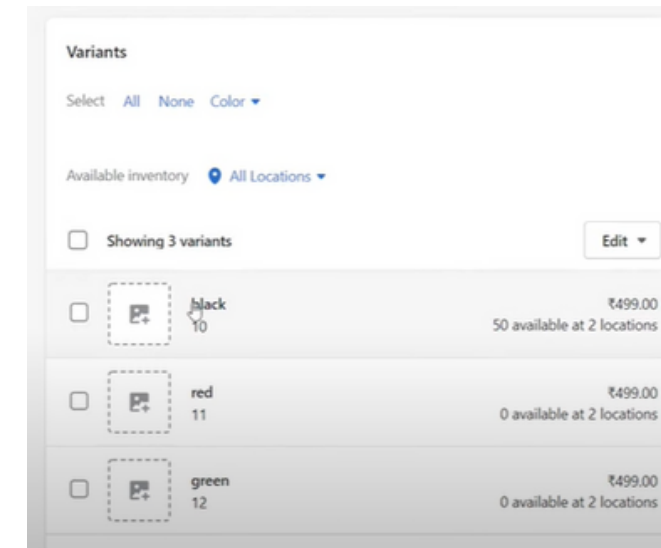 Variants
Select All None Color
Available inventory All Locations
Showing 3 variants Edit
black ₹499.00
10 50 available at 2 locations
red ₹499.00
11 0 available at 2 locations
green ₹499.00
12 0 available at 2 locations